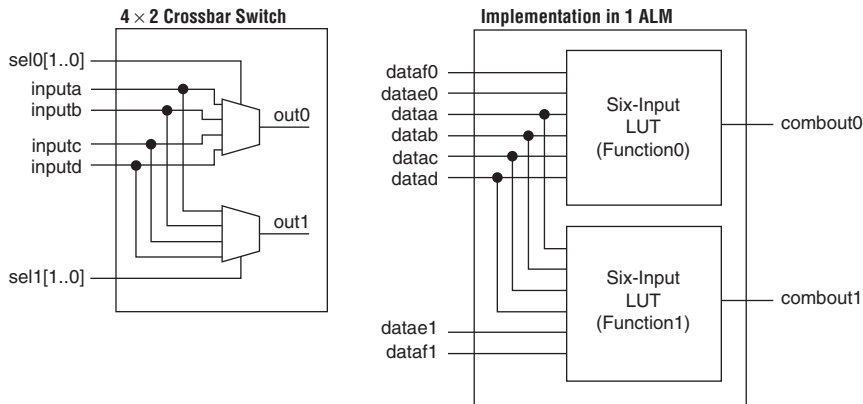 4 × 2 Crossbar Switch
sel0[1..0]
inputa
inputb
inputc
inputd
out0
out1
sel1[1..0]
Implementation in 1 ALM
dataf0
datae0
dataa
datab
datac
datad
Six-Input
LUT
(Function0)
combout0
Six-Input
LUT
(Function1)
combout1
datae1
dataf1